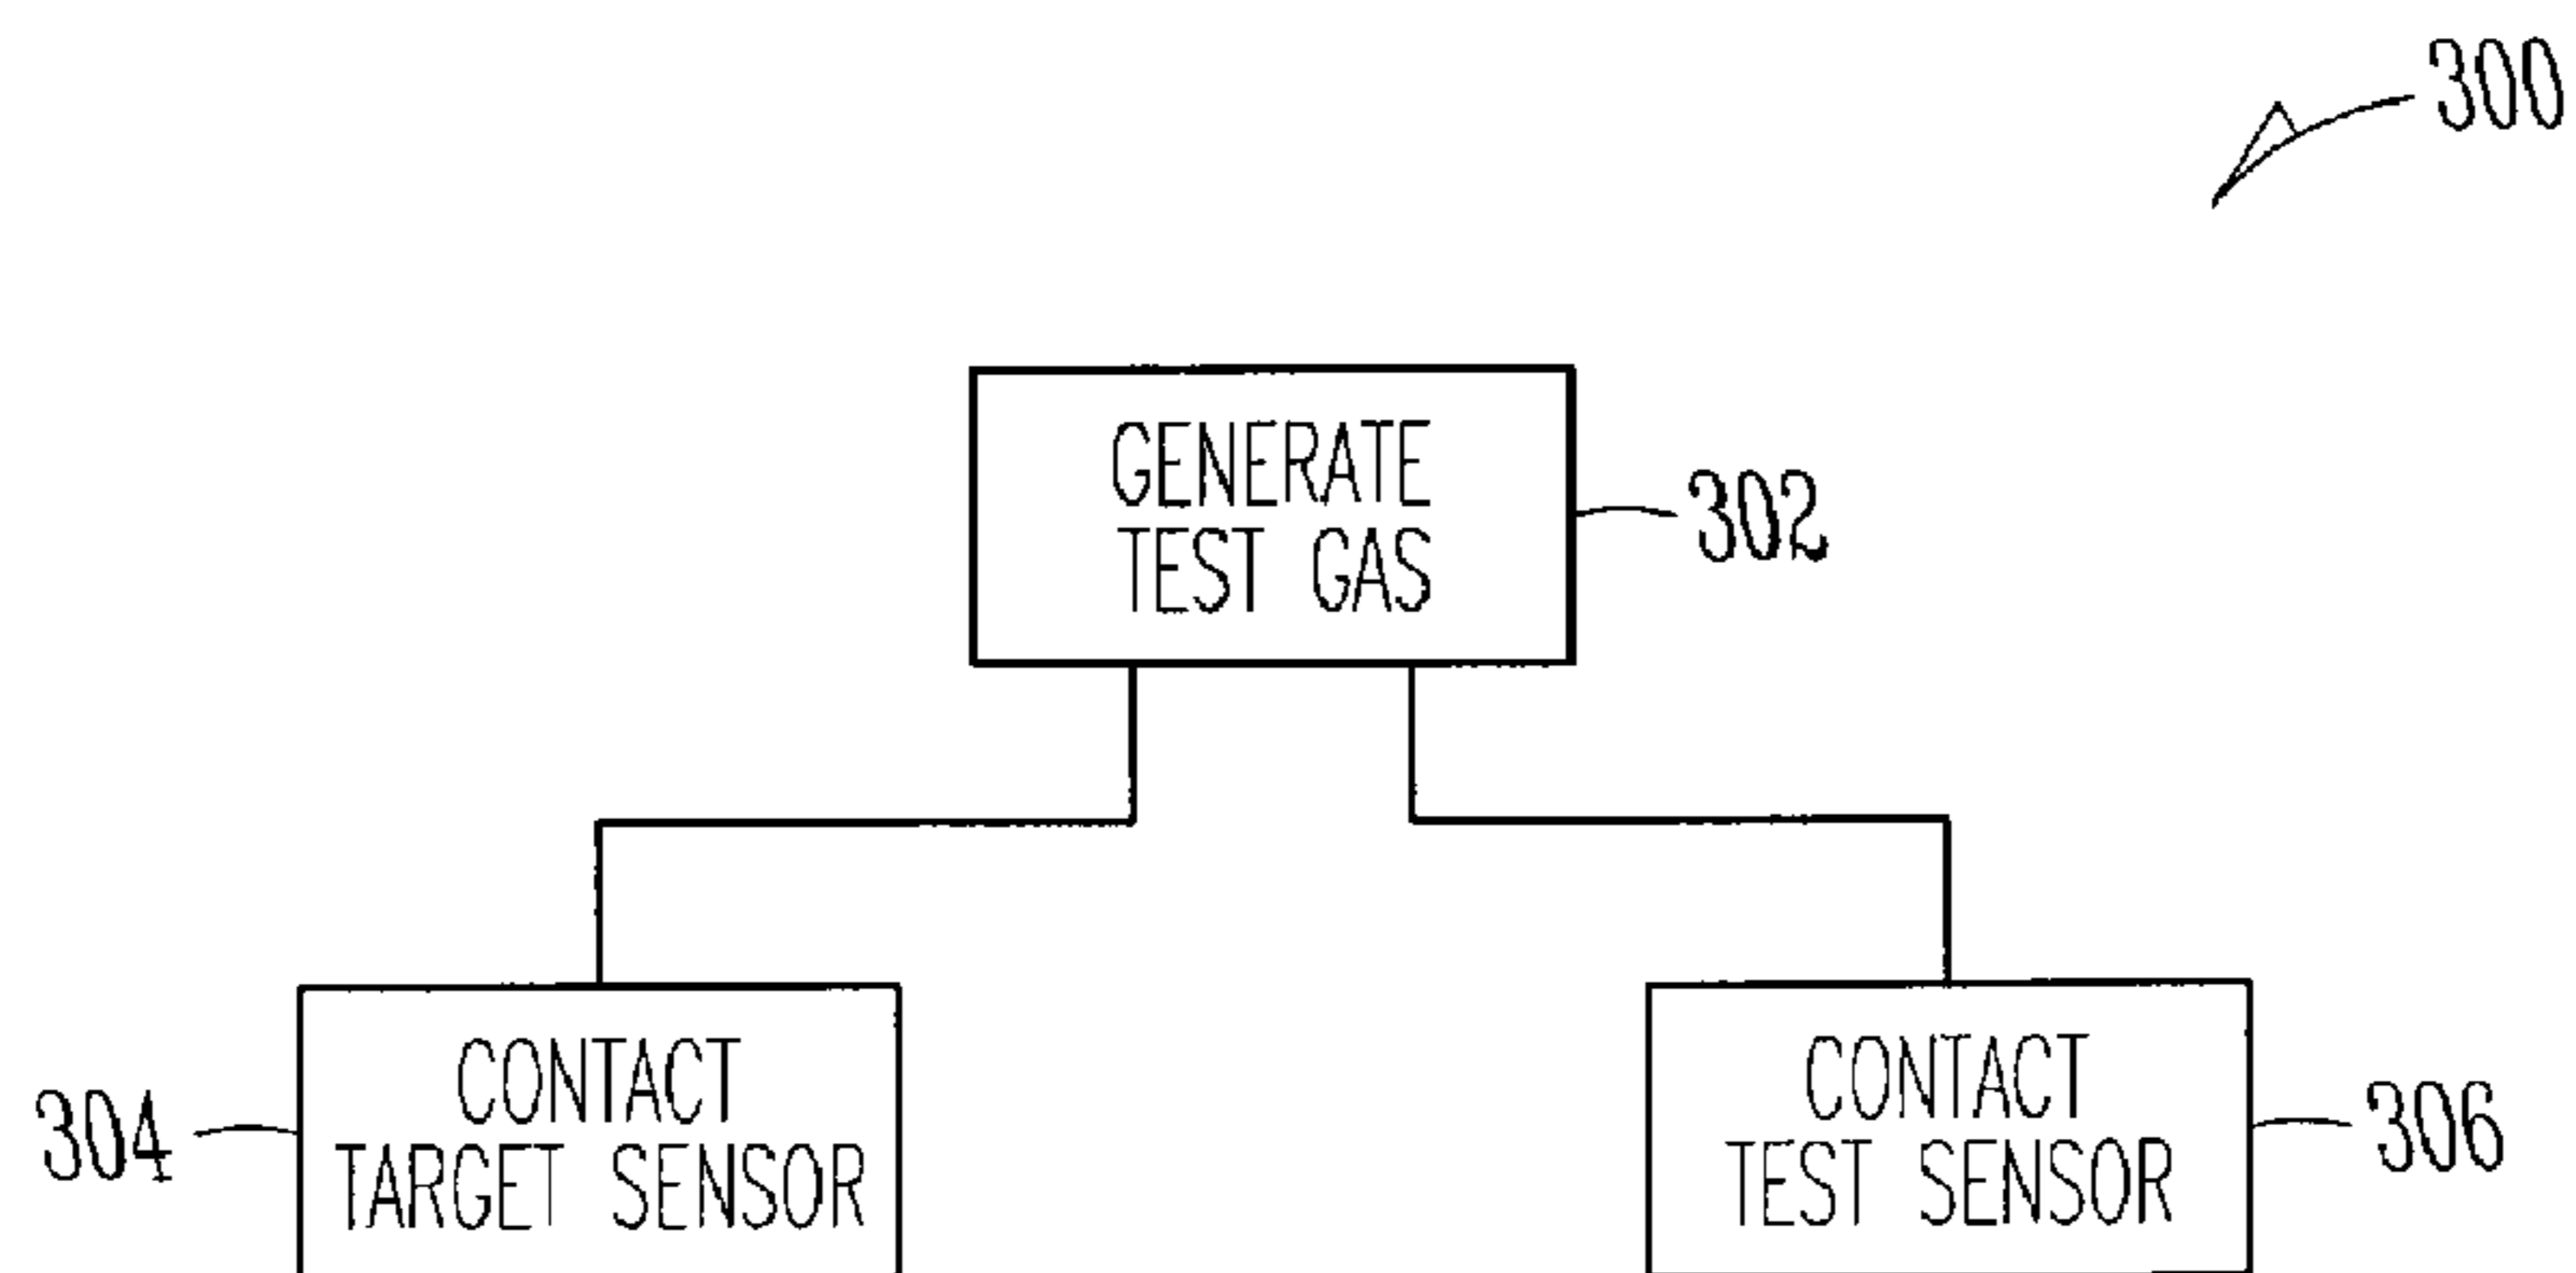 300
GENERATE
TEST GAS
302
CONTACT
TARGET SENSOR
304
CONTACT
TEST SENSOR
306